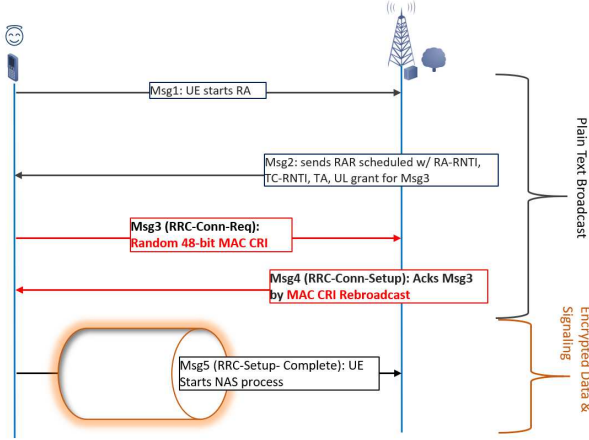 Msg1: UE starts RA
Msg2: sends RAR scheduled w/ RA-RNTI,
TC-RNTI, TA, UL grant for Msg3
Msg3 (RRC-Conn-Req):
Random 48-bit MAC CRI
Msg4 (RRC-Conn-Setup): Acks Msg3
by MAC CRI Rebroadcast
Msg5 (RRC-Setup- Complete): UE
Starts NAS process
Plain Text Broadcast
Encrypted Data &
Signaling